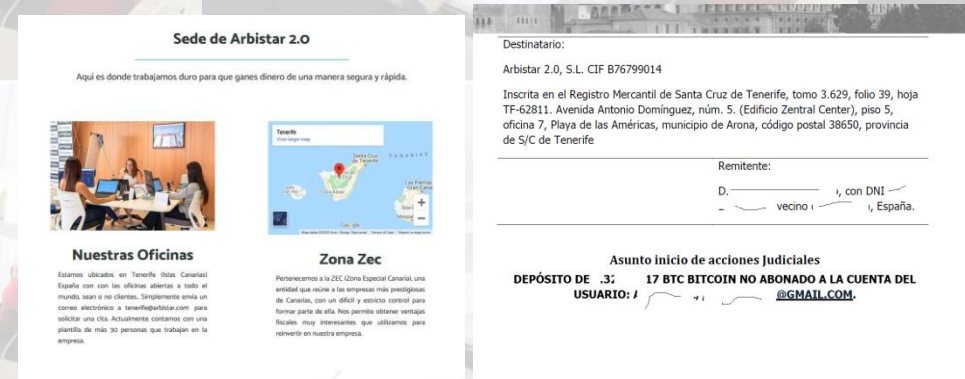 Sede de Arbistar 2.0
Aquí es donde trabajamos duro para que ganes dinero de una manera segura y rápida.
Tenerife
View larger map
Santa Cruz
de Tenerife
CANARIAS
Las Palmas
Google
Nuestras Oficinas
Estamos ubicados en Tenerife (Islas Canarias)
España con con las oficinas abiertas a todo el
mundo, sean o no clientes. Simplemente envia un
correo electrónico a tenerife@arbistar.com para
solicitar una cita. Actualmente contamos con una
plantilla de más 30 personas que trabajan en la
empresa.
Zona Zec
Pertenecemos a la ZEC (Zona Especial Canaria), una
entidad que reúne a las empresas más prestigiosas
de Canarias, con un difícil y estricto control para
formar parte de ella. Nos permite obtener ventajas
fiscales muy interesantes que utilizamos para
reinvertir en nuestra empresa.
Destinatario:
Arbistar 2.0, S.L. CIF B76799014
Inscrita en el Registro Mercantil de Santa Cruz de Tenerife, tomo 3.629, folio 39, hoja
TF-62811. Avenida Antonio Domínguez, núm. 5. (Edificio Zentral Center), piso 5,
oficina 7, Playa de las Américas, municipio de Arona, código postal 38650, provincia
de S/C de Tenerife
Remitente:
D. , con DNI
vecino , España.
Asunto inicio de acciones Judiciales
DEPÓSITO DE 17 BTC BITCOIN NO ABONADO A LA CUENTA DEL
USUARIO: @GMAIL.COM.